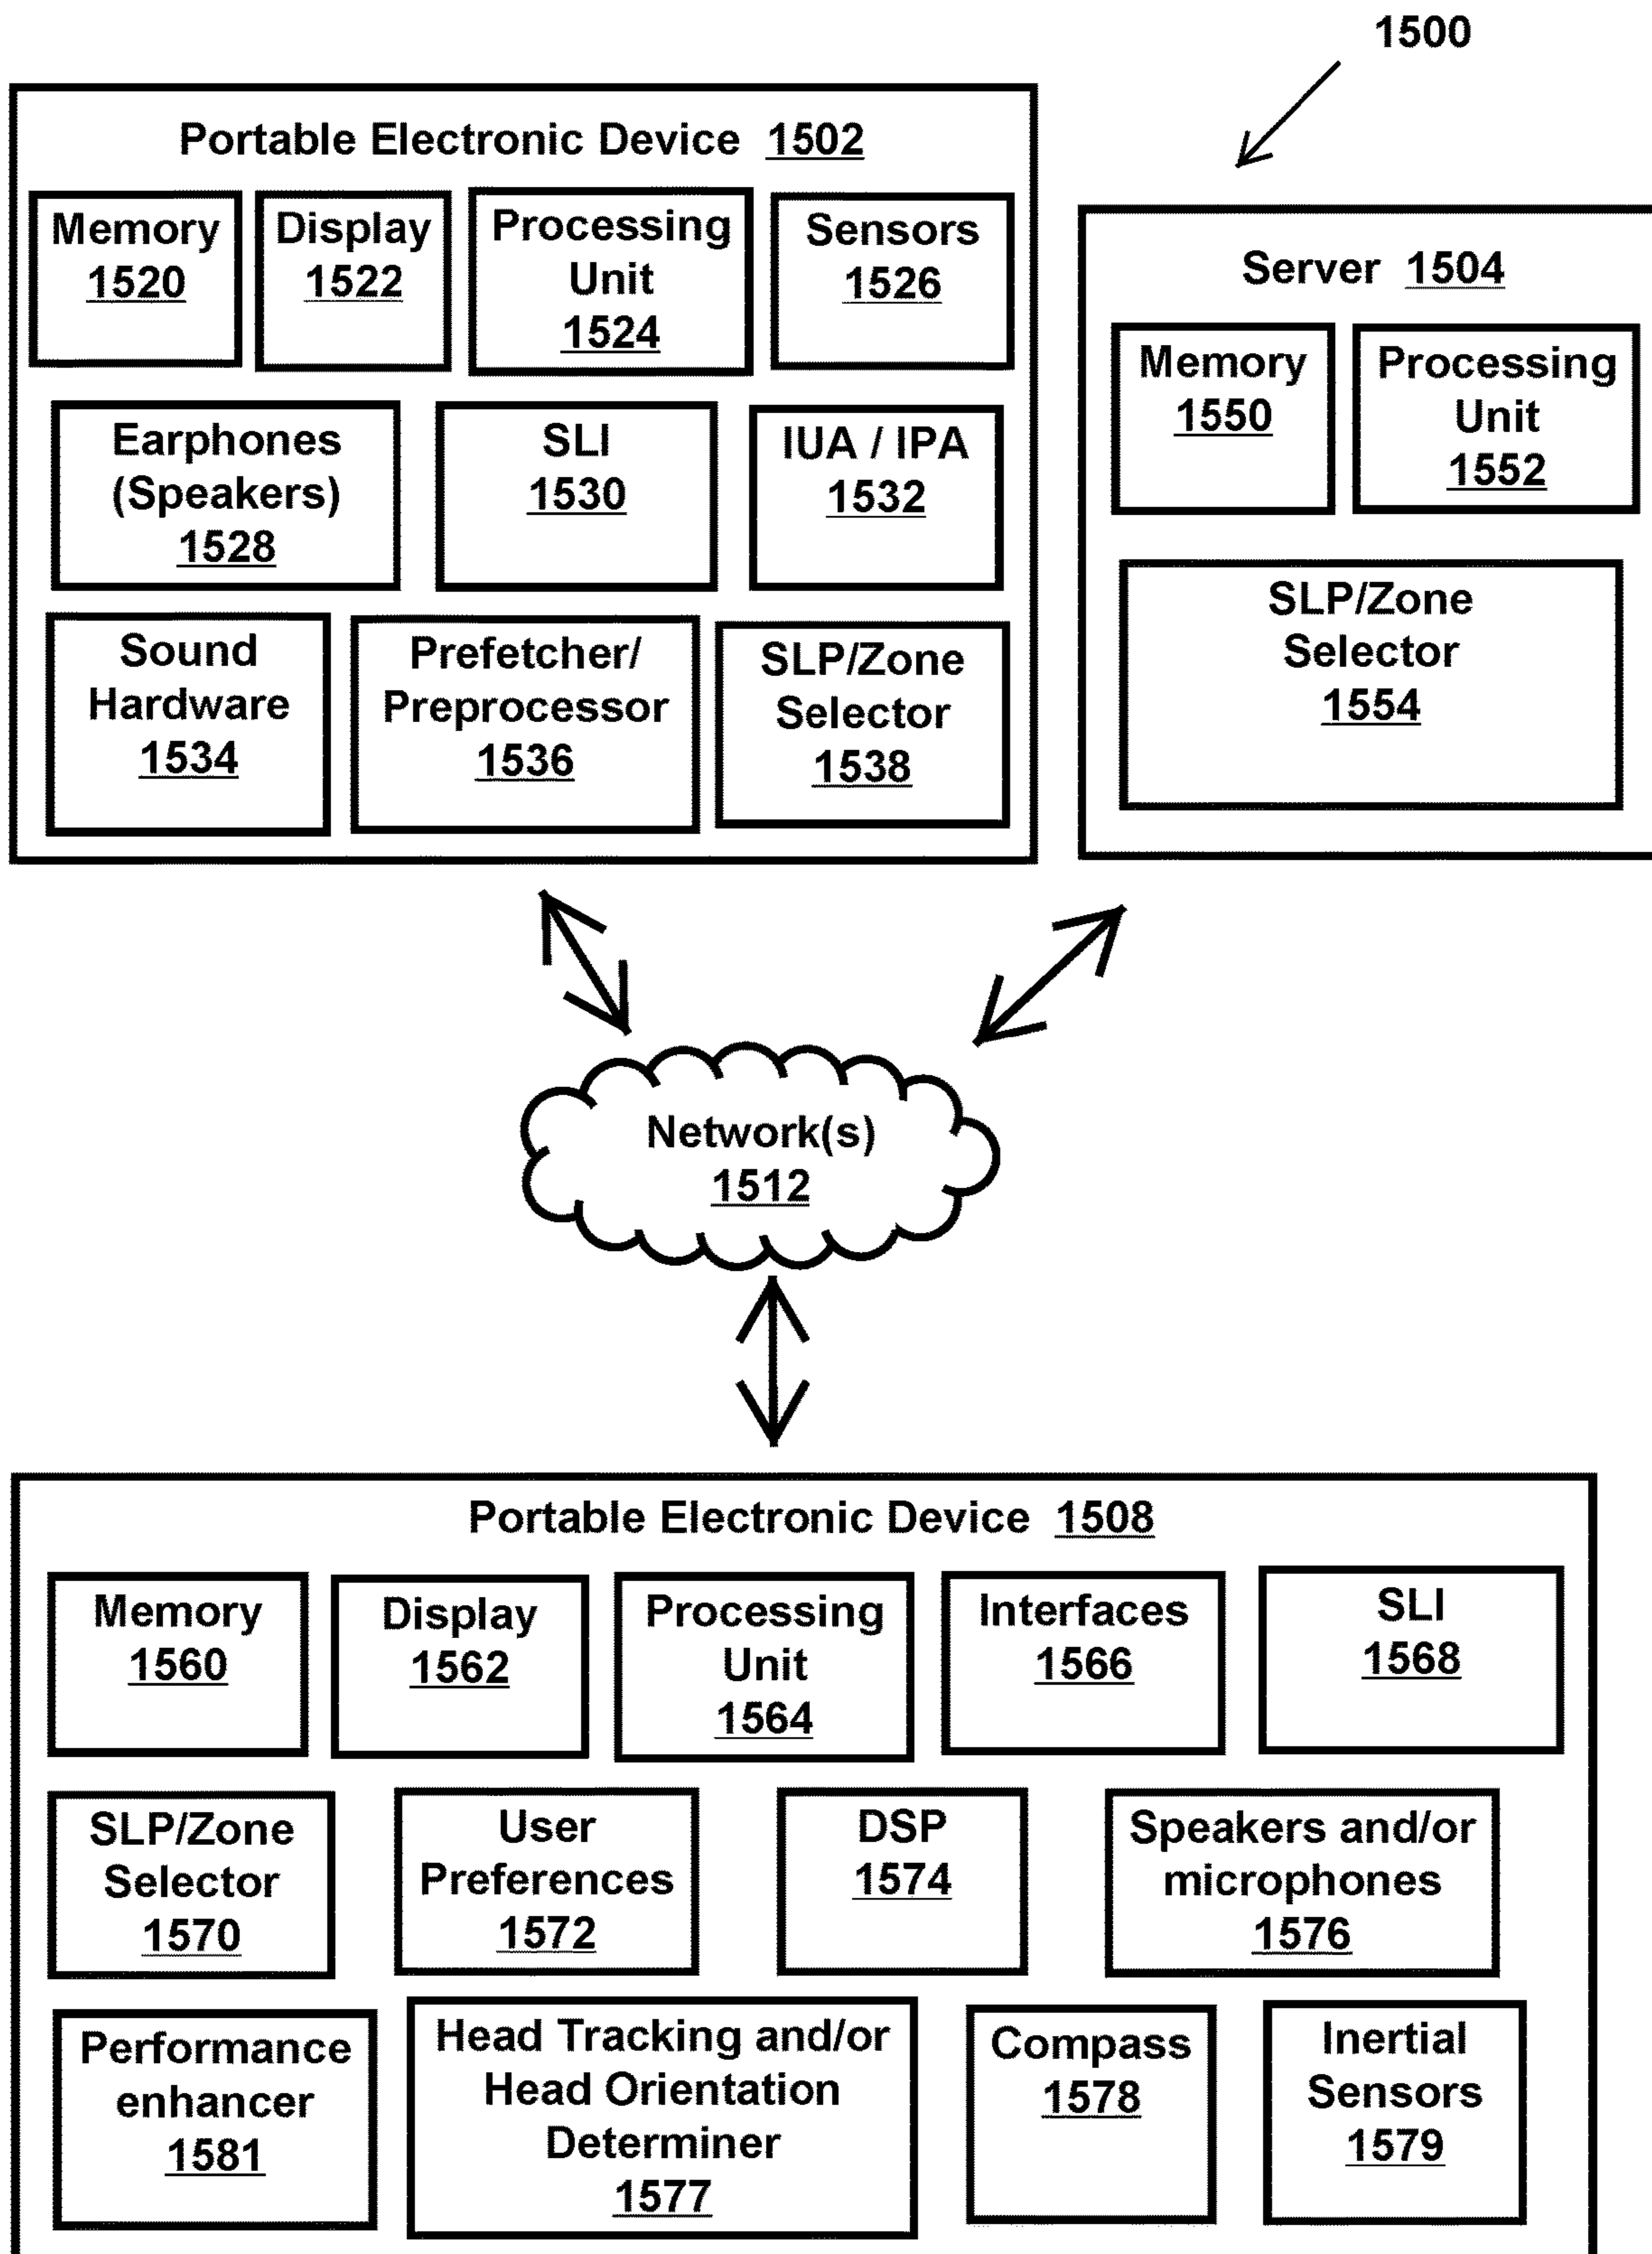 1500
Portable Electronic Device 1502
Memory
1520
Display
1522
Processing
Unit
1524
Sensors
1526
Earphones
(Speakers)
1528
SLI
1530
IUA / IPA
1532
Sound
Hardware
1534
Prefetcher/
Preprocessor
1536
SLP/Zone
Selector
1538
Server 1504
Memory
1550
Processing
Unit
1552
SLP/Zone
Selector
1554
Network(s)
1512
Portable Electronic Device 1508
Memory
1560
Display
1562
Processing
Unit
1564
Interfaces
1566
SLI
1568
SLP/Zone
Selector
1570
User
Preferences
1572
DSP
1574
Speakers and/or
microphones
1576
Performance
enhancer
1581
Head Tracking and/or
Head Orientation
Determiner
1577
Compass
1578
Inertial
Sensors
1579